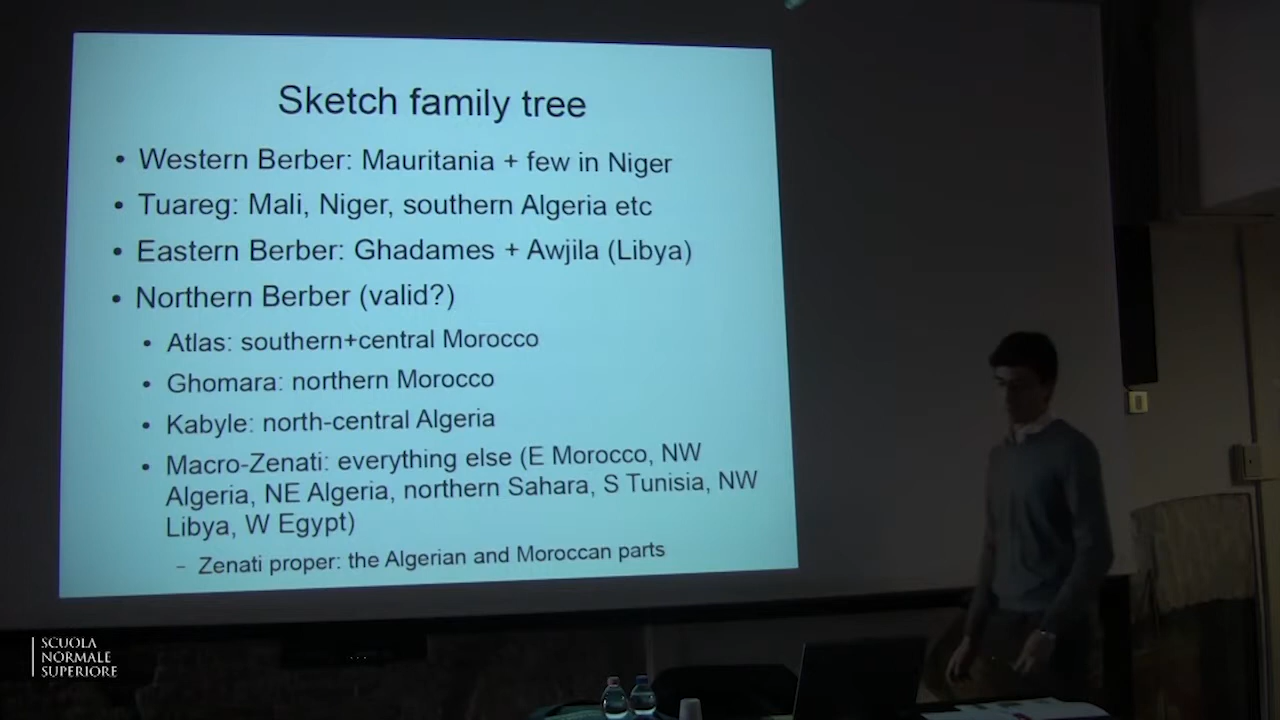 Sketch family tree
• Western Berber: Mauritania + few in Niger
• Tuareg: Mali, Niger, southern Algeria etc
• Eastern Berber: Ghadames + Awjila (Libya)
• Northern Berber (valid?)
• Atlas: southern+central Morocco
• Ghomara: northern Morocco
• Kabyle: north-central Algeria
• Macro-Zenati: everything else (E Morocco, NW
Algeria, NE Algeria, northern Sahara, S Tunisia, NW
Libya, W Egypt)
– Zenati proper: the Algerian and Moroccan parts
SCUOLA
NORMALE
SUPERIORE